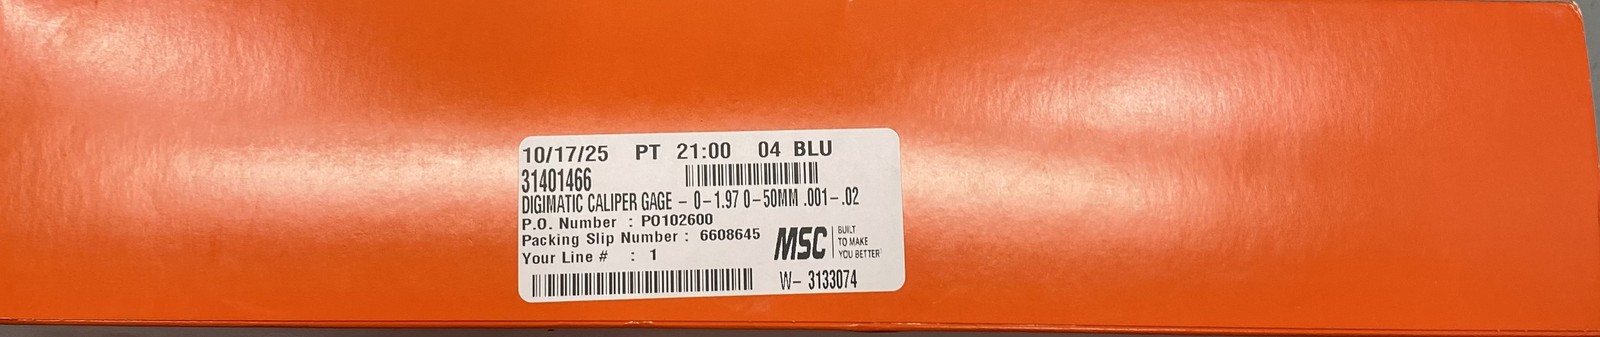 10/17/25 PT 21:00 04 BLU
31401466
DIGIMATIC CALIPER GAGE - 0-1.97 0-50MM .001-.02
P.O. Number : PO102600
Packing Slip Number : 6608645
Your Line # : 1
MSC
BUILT
TO MAKE
YOU BETTER
W- 3133074